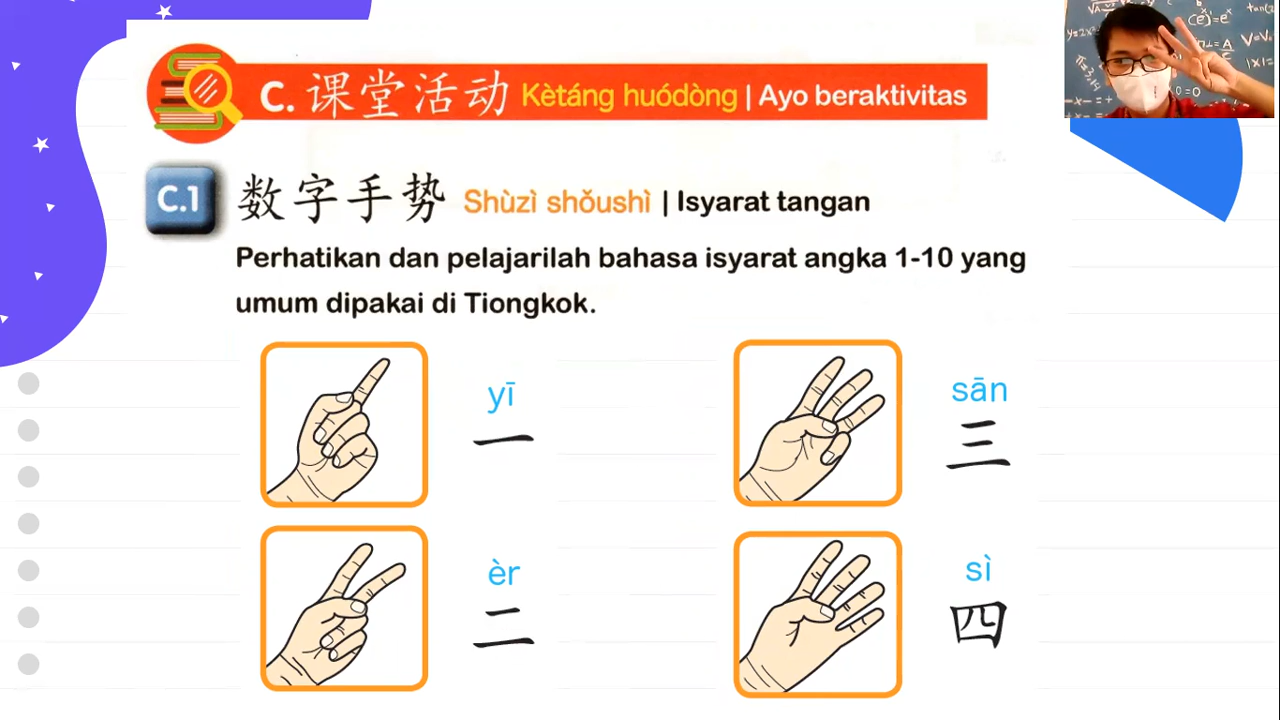 C. 课堂活动 Kètáng huódòng | Ayo beraktivitas
C.1 数字手势 Shùzì shǒushì | Isyarat tangan
Perhatikan dan pelajarilah bahasa isyarat angka 1-10 yang
umum dipakai di Tiongkok.
yī
一
sān
三
èr
二
sì
四